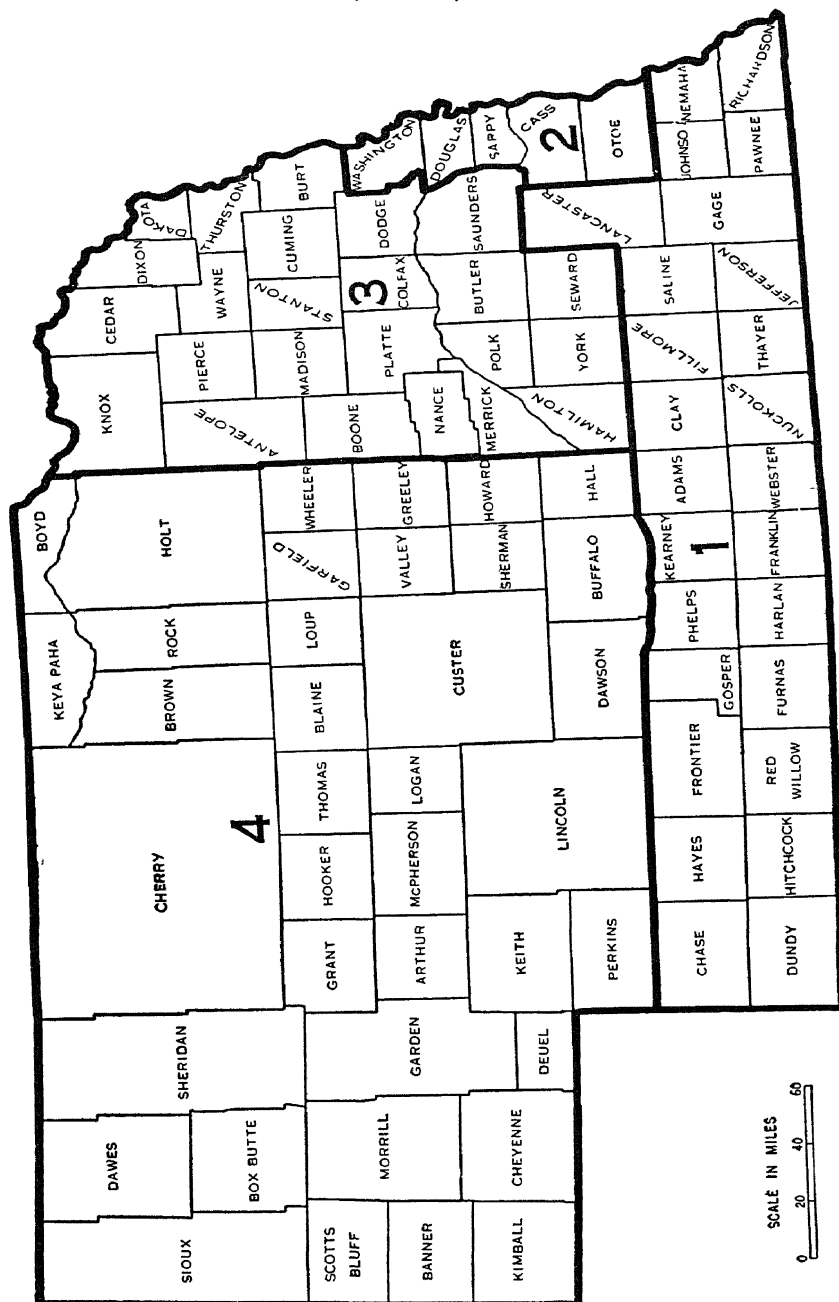 BOYD
KEYA PAHA
CHERRY
SHERIDAN
DAWES
SIOUX
BOX BUTTE
BROWN
ROCK
HOLT
KNOX
CEDAR
DIXON
DAKOTA
ANTELOPE
PIERCE
WAYNE
THURSTON
4
SCOTTS
BLUFF
MORRILL
GARDEN
GRANT
HOOKER
THOMAS
BLAINE
LOUP
GARFIELD
WHEELER
BOONE
MADISON
STANTON
CUMING
BURT
3
BANNER
ARTHUR
McPHERSON
LOGAN
CUSTER
VALLEY
GREELEY
NANCE
PLATTE
COLFAX
DODGE
WASHINGTON
KIMBALL
CHEYENNE
DEUEL
KEITH
LINCOLN
SHERMAN
HOWARD
MERRICK
POLK
BUTLER
SAUNDERS
DOUGLAS
SARPY
PERKINS
DAWSON
BUFFALO
HALL
HAMILTON
YORK
SEWARD
LANCASTER
CASS
2
OTOE
CHASE
HAYES
FRONTIER
GOSPER
PHELPS
KEARNEY
ADAMS
CLAY
FILLMORE
SALINE
GAGE
JOHNSO
NEMAHA
1
DUNDY
HITCHCOCK
RED
WILLOW
FURNAS
HARLAN
FRANKLIN
WEBSTER
NUCKOLLS
THAYER
JEFFERSON
PAWNEE
RICHARDSON
SCALE IN MILES
0 20 40 60